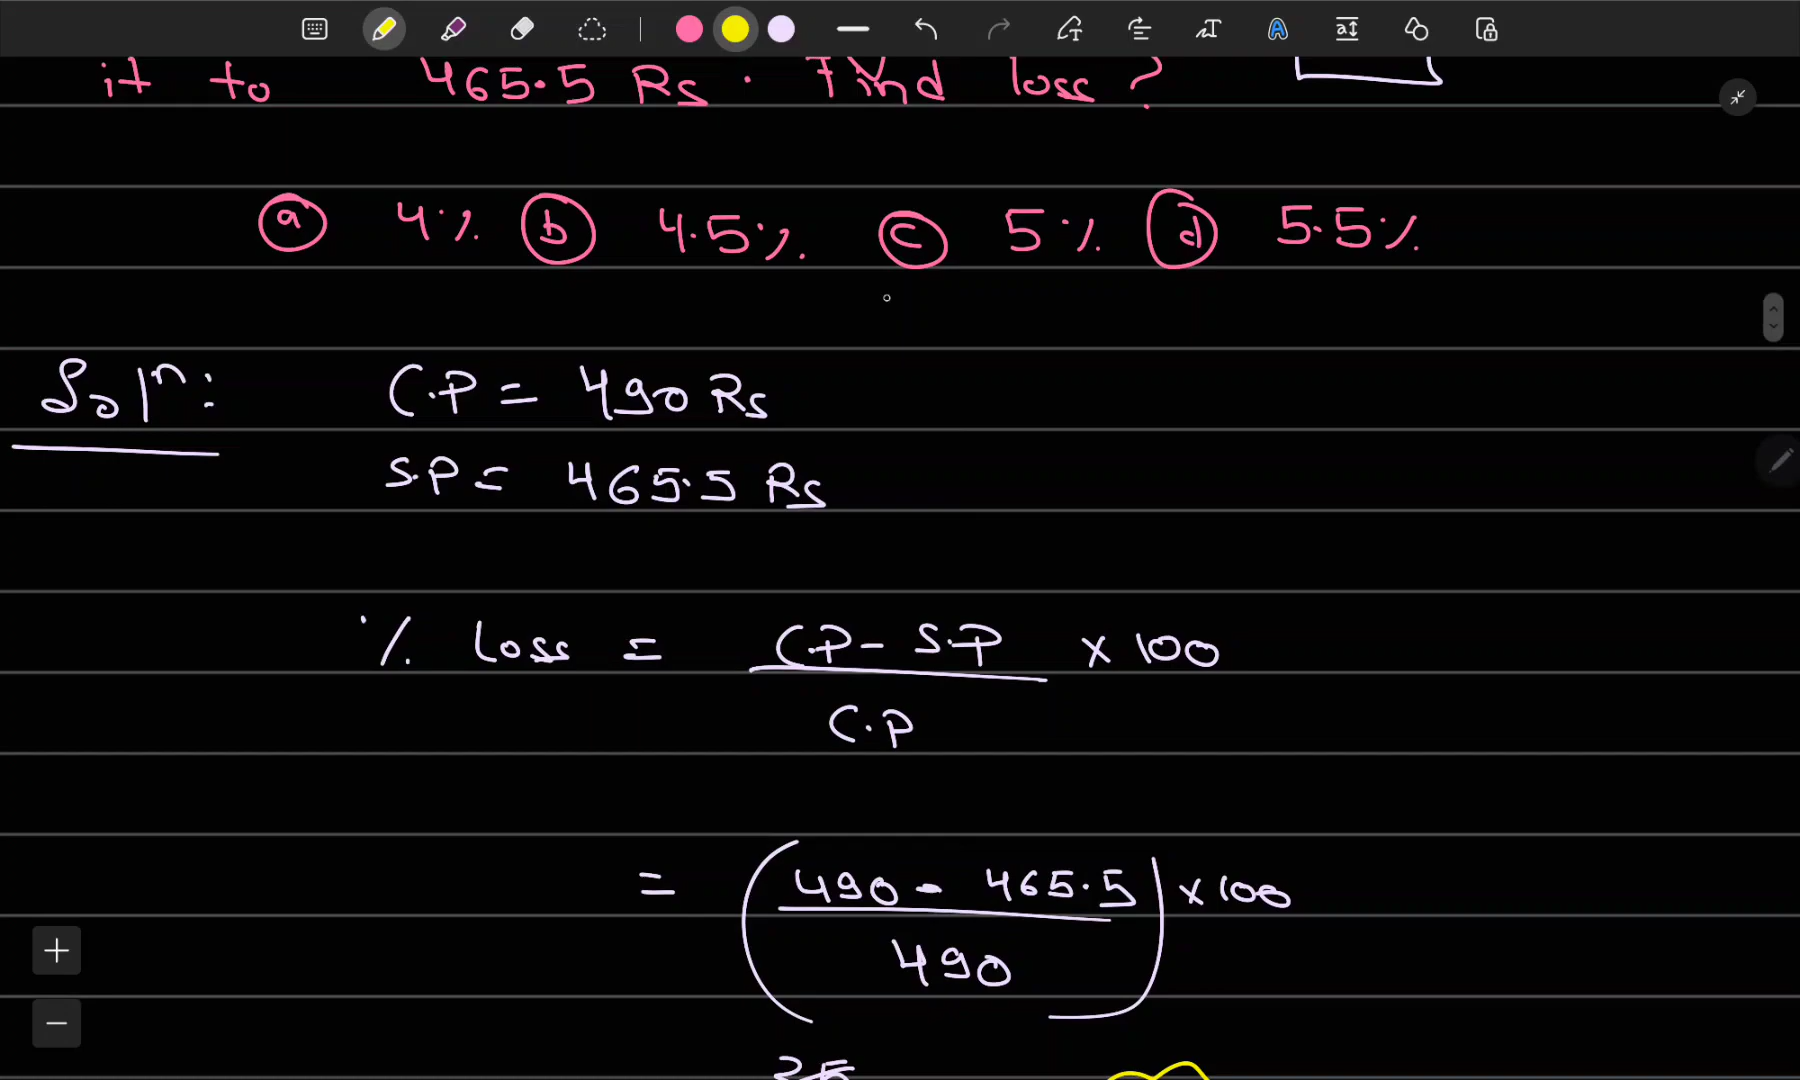 it to 465.5 Rs. Find loss?
a 4% b 4.5% c 5% d 5.5%
Solⁿ: C.P = 490 Rs
S.P = 465.5 Rs
% Loss = C.P - S.P × 100
C.P
= (490 - 465.5) × 100
490